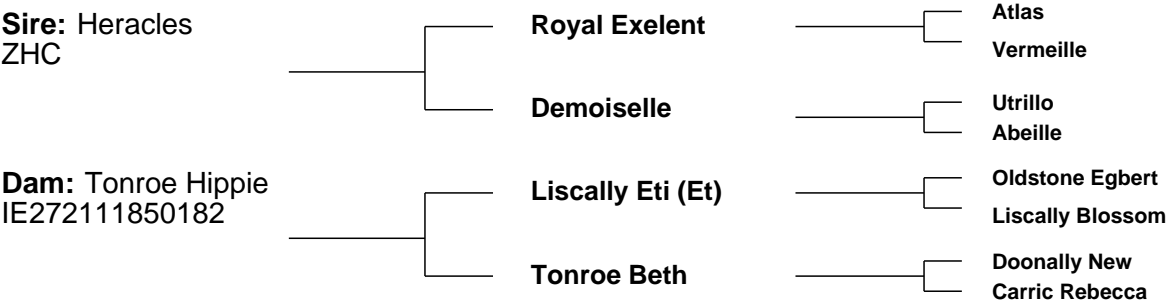 Sire: Heracles
ZHC
Royal Exelent
Atlas
Vermeille
Demoiselle
Utrillo
Abeille
Dam: Tonroe Hippie
IE272111850182
Liscally Eti (Et)
Oldstone Egbert
Liscally Blossom
Tonroe Beth
Doonally New
Carric Rebecca